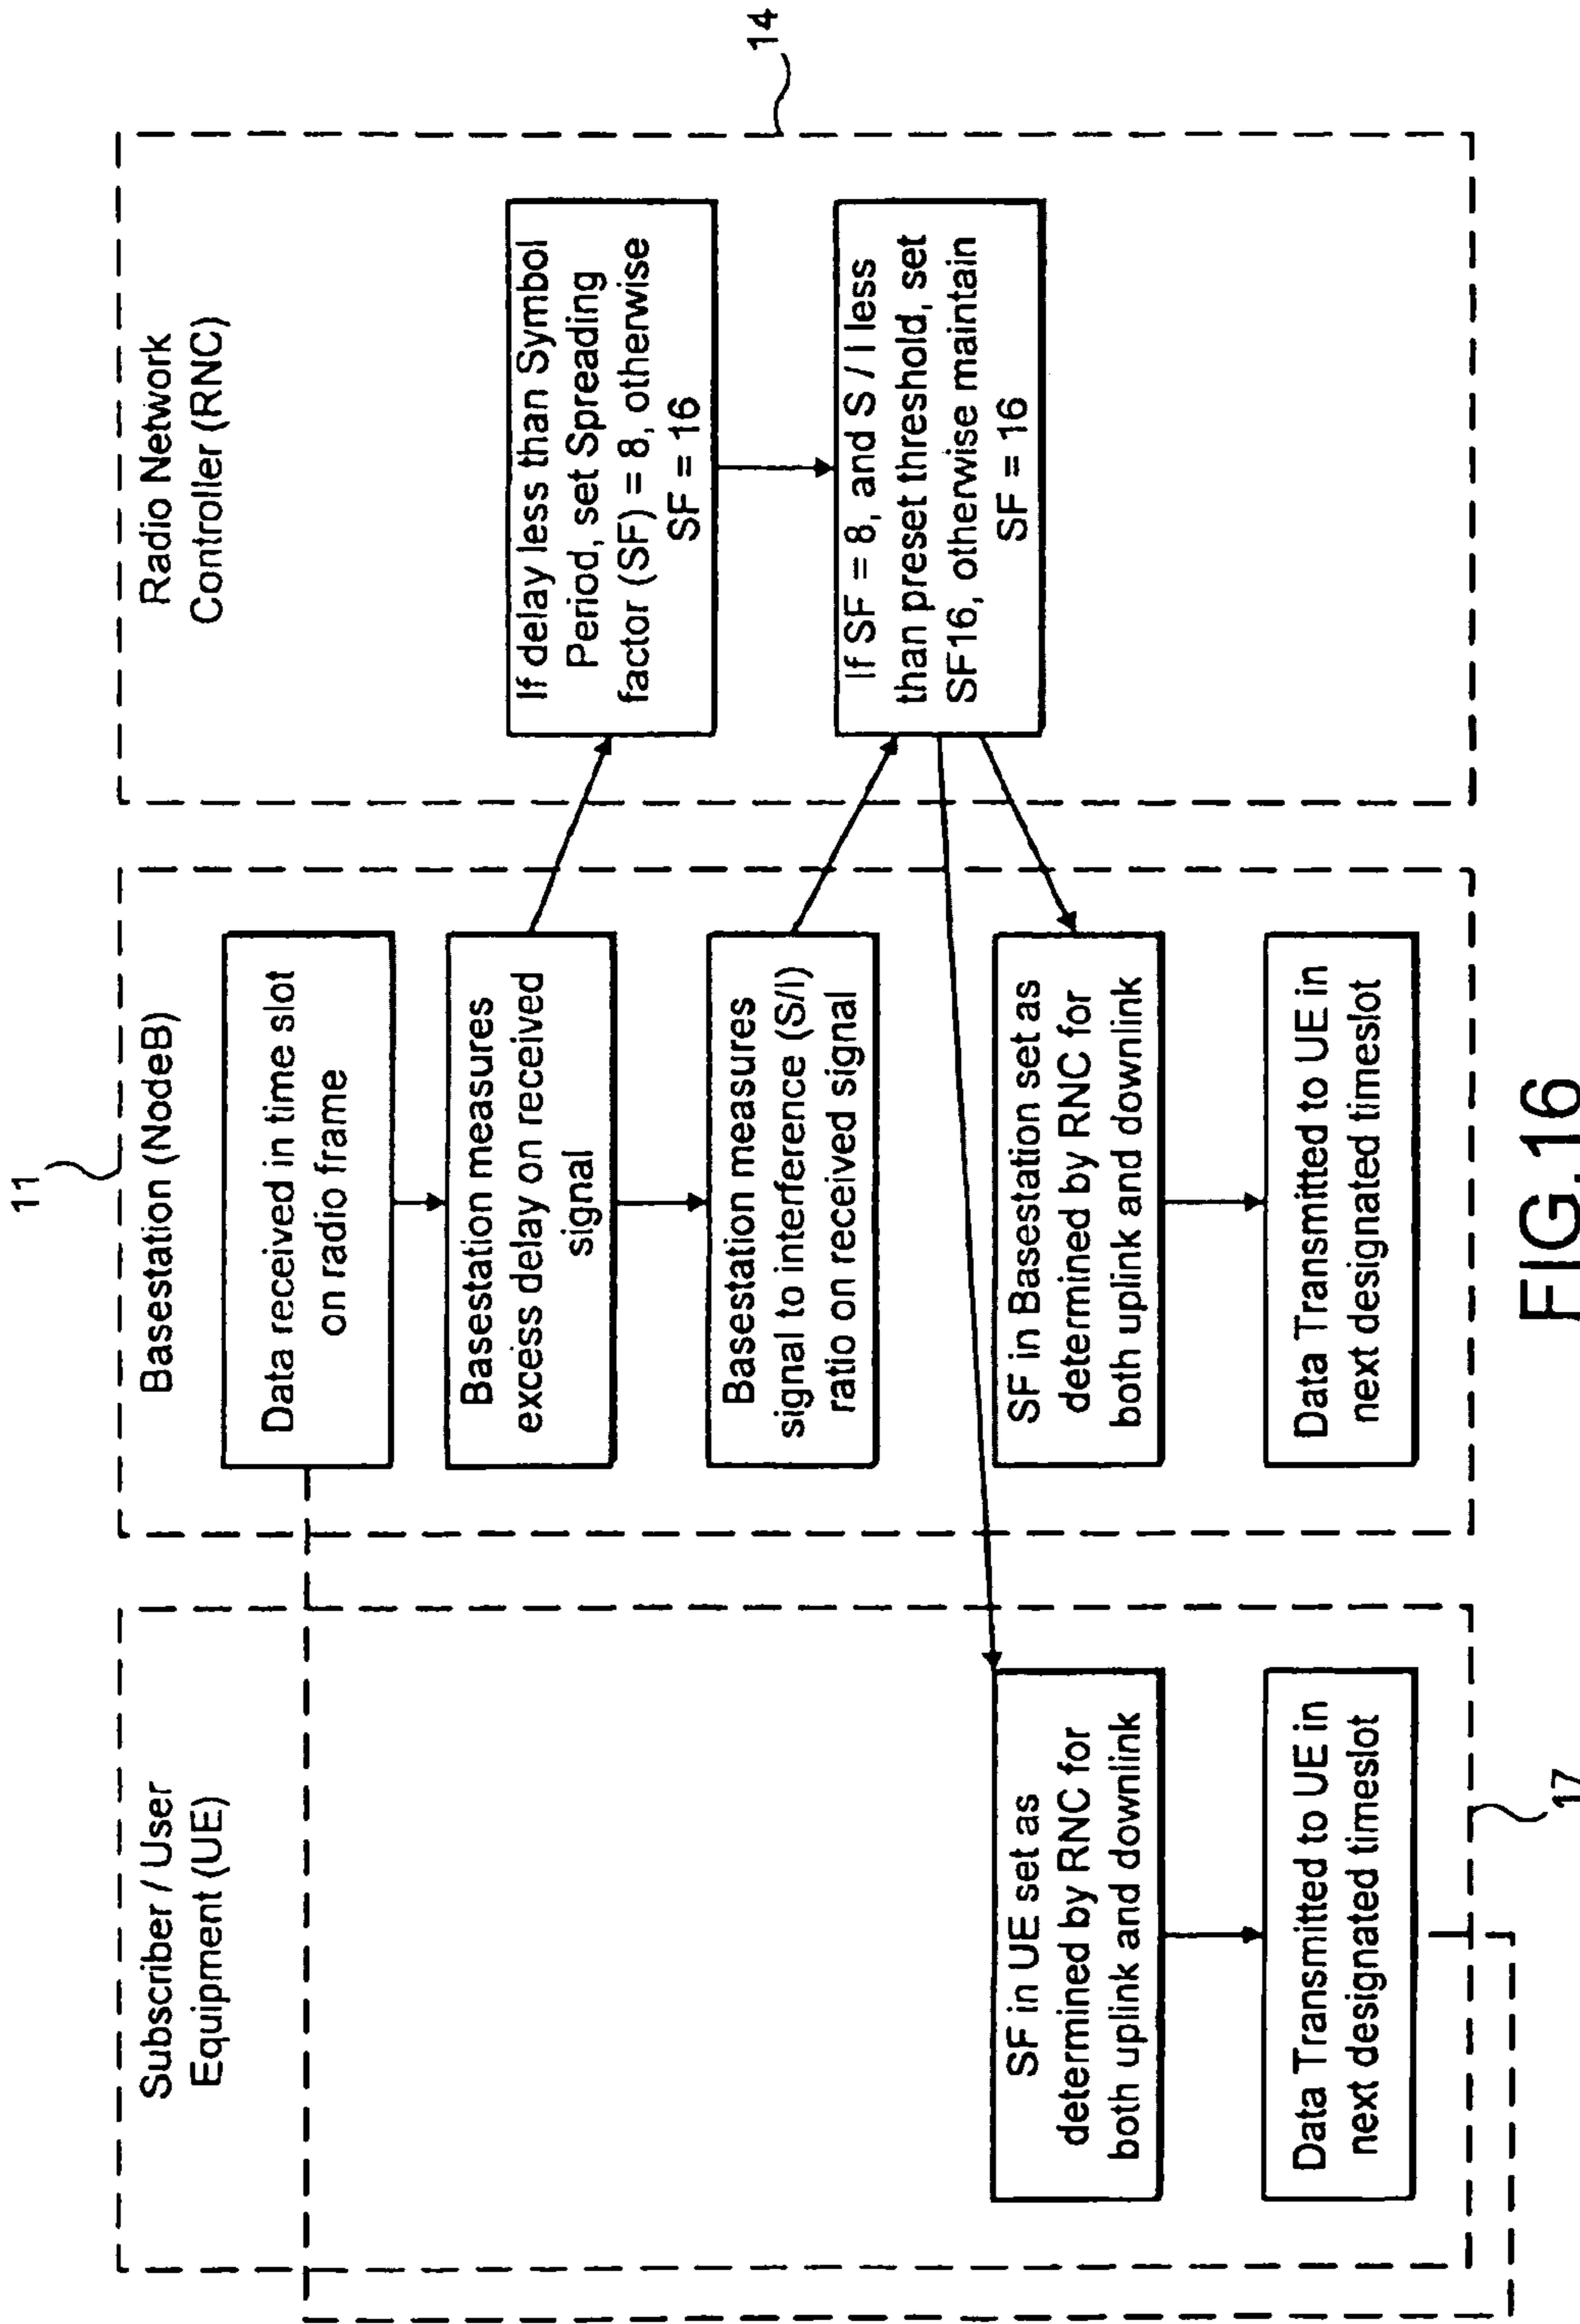 11
Subscriber / User
Equipment (UE)
SF in UE set as
determined by RNC for
both uplink and downlink
Data Transmitted to UE in
next designated timeslot
17
Basestation (NodeB)
Data received in time slot
on radio frame
Basestation measures
excess delay on received
signal
Basestation measures
signal to interference (S/I)
ratio on received signal
SF in Basestation set as
determined by RNC for
both uplink and downlink
Data Transmitted to UE in
next designated timeslot
Radio Network
Controller (RNC)
If delay less than Symbol
Period, set Spreading
factor (SF) = 8, otherwise
SF = 16
If SF = 8, and S / I less
than preset threshold, set
SF16, otherwise maintain
SF = 16
14
FIG.16